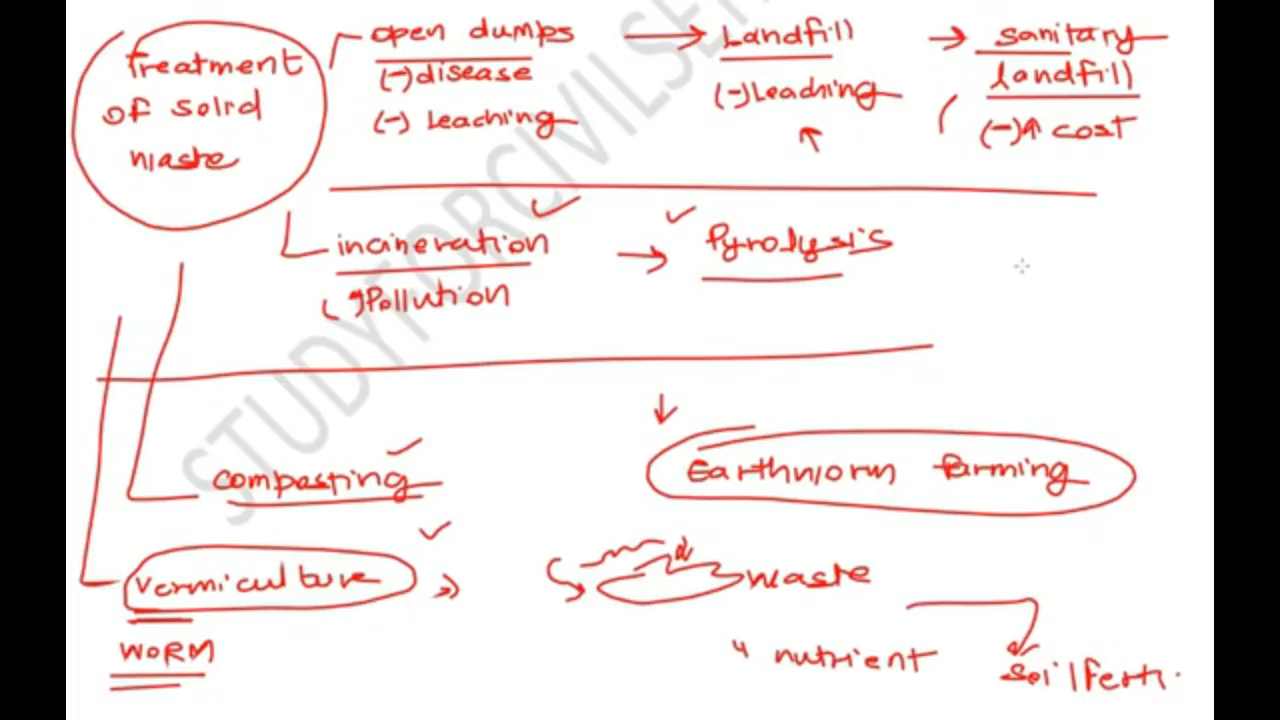 Treatment
of solid
waste
open dumps → Landfill → sanitary
landfill
(-) disease
(-) Leaching
(-) Leaching
(-) ↑ cost
incineration → Pyrolysis
Pollution
composting
Earthworm farming
vermiculture
WORM
waste
nutrient
soil ferti.
STUDYFORCIVILSE